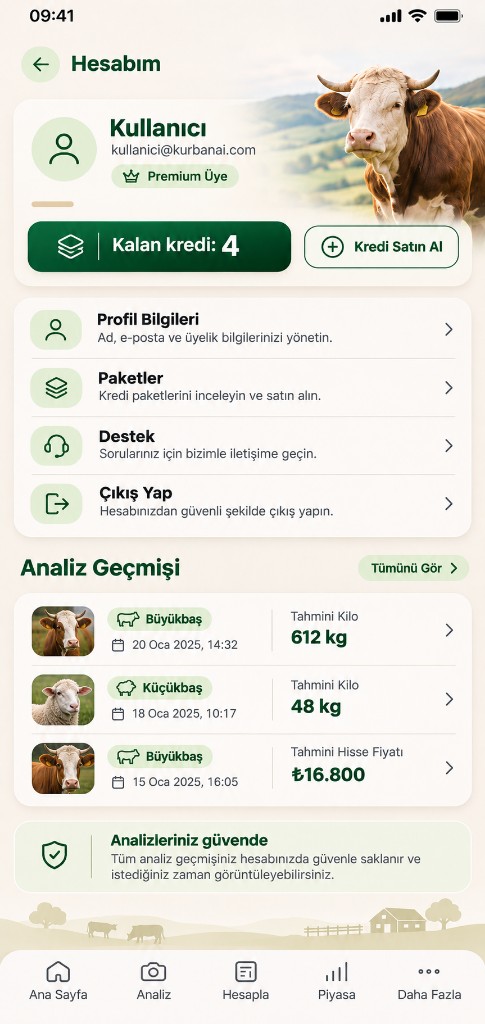 09:41
Hesabım
Kullanıcı
kullanici@kurbanai.com
Premium Üye
Kalan kredi: 4
Kredi Satın Al
Profil Bilgileri
Ad, e-posta ve üyelik bilgilerinizi yönetin.
Paketler
Kredi paketlerini inceleyin ve satın alın.
Destek
Sorularınız için bizimle iletişime geçin.
Çıkış Yap
Hesabınızdan güvenli şekilde çıkış yapın.
Analiz Geçmişi
Tümünü Gör
Büyükbaş
20 Oca 2025, 14:32
Tahmini Kilo
612 kg
Küçükbaş
18 Oca 2025, 10:17
Tahmini Kilo
48 kg
Büyükbaş
15 Oca 2025, 16:05
Tahmini Hisse Fiyatı
₺16.800
Analizleriniz güvende
Tüm analiz geçmişiniz hesabınızda güvenle saklanır ve
istediğiniz zaman görüntüleyebilirsiniz.
Ana Sayfa
Analiz
Hesapla
Piyasa
Daha Fazla